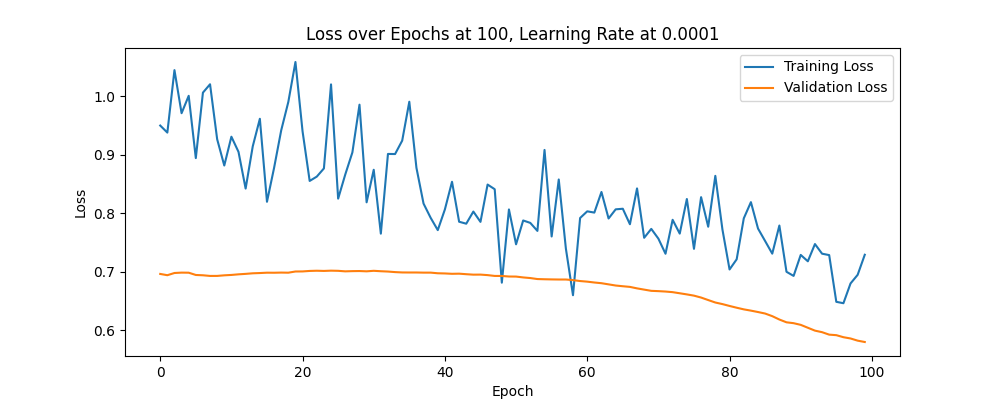 Loss over Epochs at 100, Learning Rate at 0.0001
Training Loss
Validation Loss
1.0
0.9
0.8
0.7
0.6
Loss
0 20 40 60 80 100
Epoch